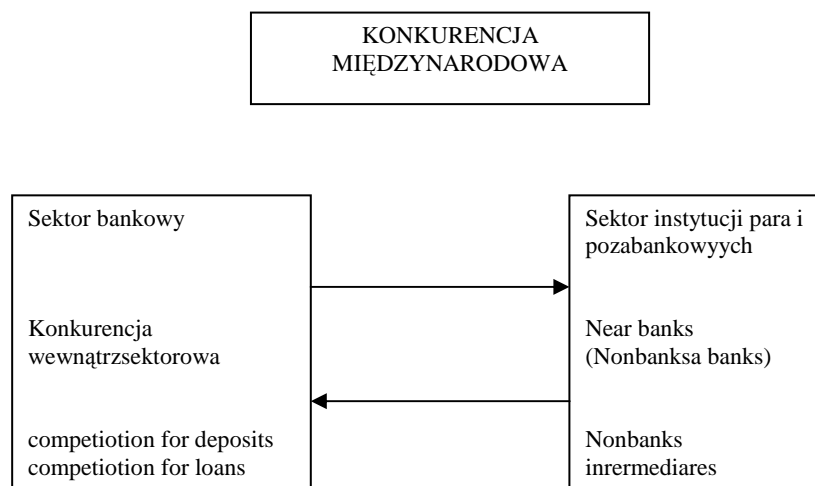 KONKURENCJA
MIĘDZYNARODOWA
Sektor bankowy
Konkurencja
wewnątrzsektorowa
competiotion for deposits
competiotion for loans
Sektor instytucji para i
pozabankowyych
Near banks
(Nonbanksa banks)
Nonbanks
inrermediares